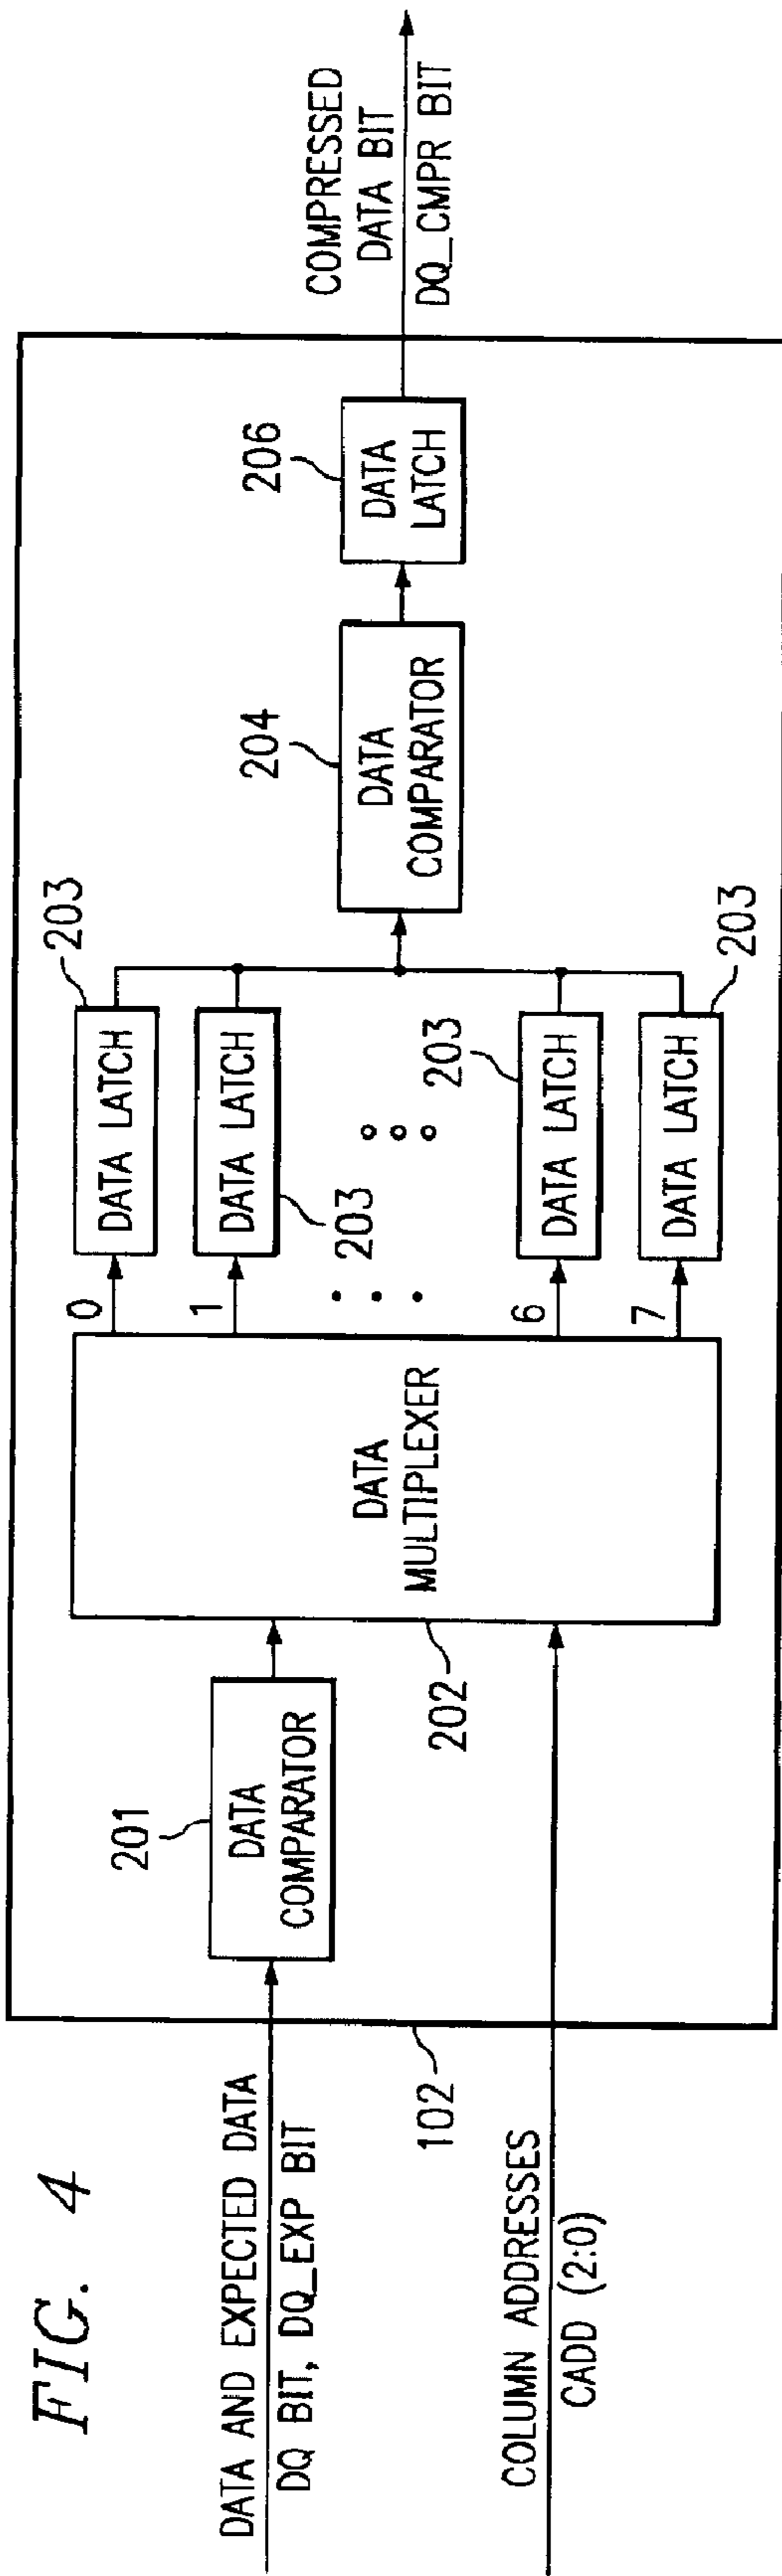 FIG. 4
DATA AND EXPECTED DATA
DQ BIT, DQ_EXP BIT
COLUMN ADDRESSES
CADD (2:0)
102
201
DATA
COMPARATOR
202
DATA
MULTIPLEXER
0
1
6
7
203
DATA LATCH
DATA LATCH
203
203
DATA LATCH
DATA LATCH
203
204
DATA
COMPARATOR
206
DATA
LATCH
COMPRESSED
DATA BIT
DQ_CMPR BIT